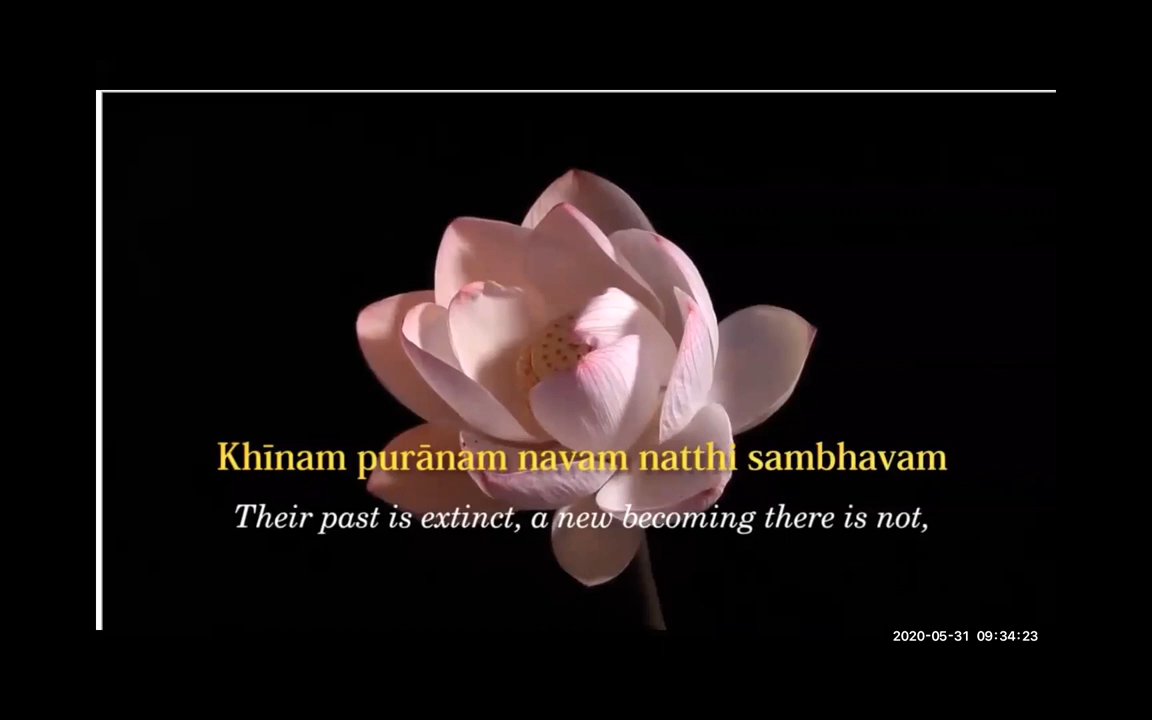 Khīnam purānam navam natthi sambhavam
Their past is extinct, a new becoming there is not,
2020-05-31 09:34:23